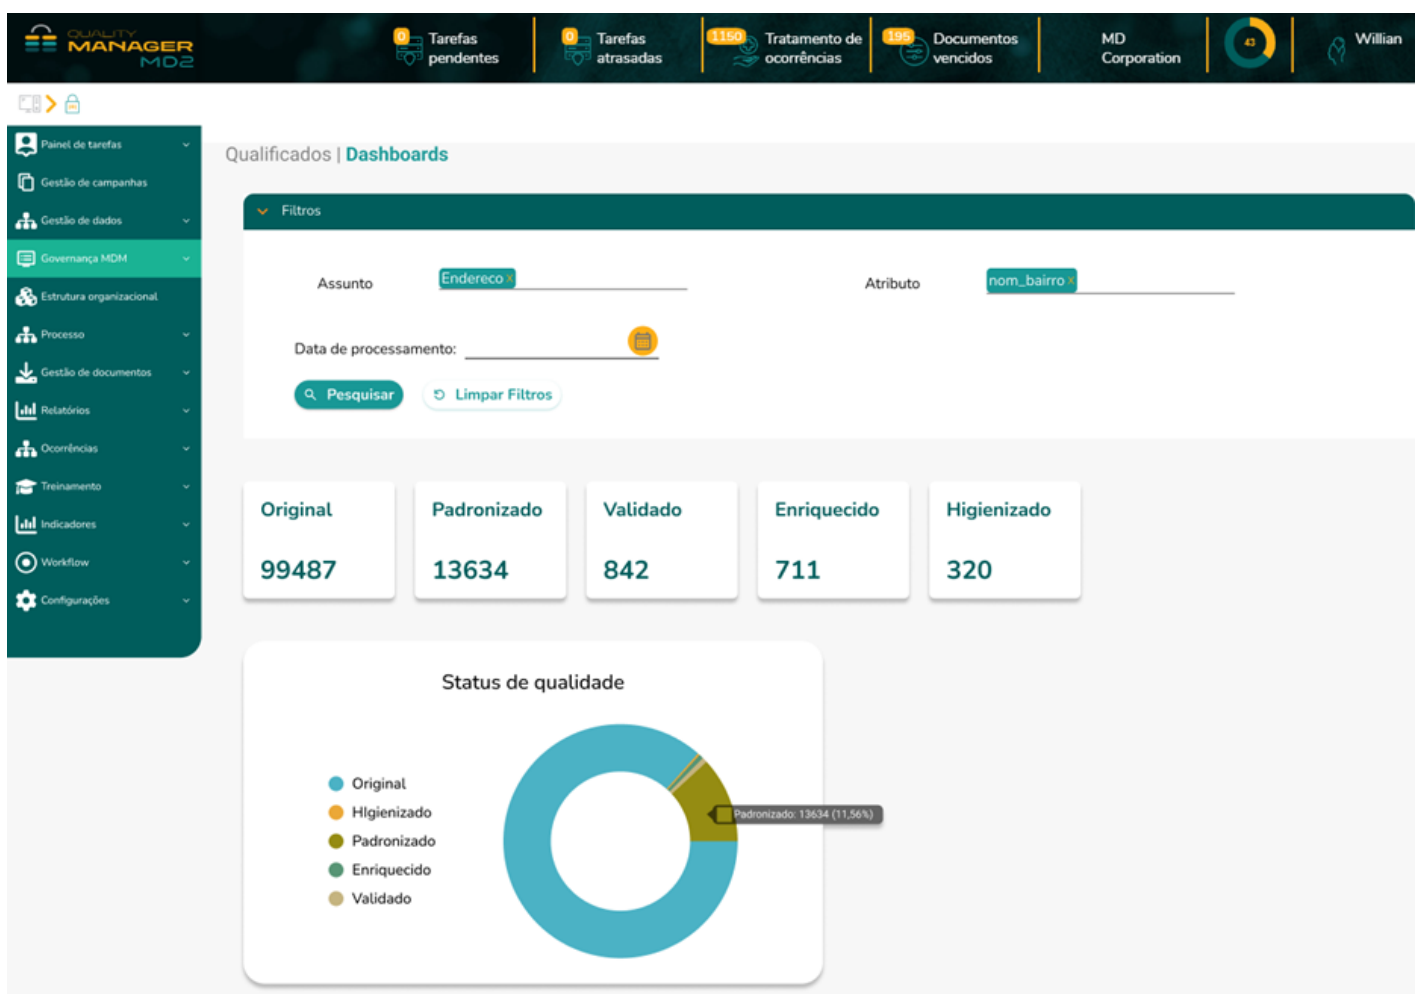 QUALITY
MANAGER
MD2
0
Tarefas
pendentes
0
Tarefas
atrasadas
1150
Tratamento de
ocorrências
195
Documentos
vencidos
MD
Corporation
43
Willian
Painel de tarefas
Gestão de campanhas
Gestão de dados
Governança MDM
Estrutura organizacional
Processo
Gestão de documentos
Relatórios
Ocorrências
Treinamento
Indicadores
Workflow
Configurações
Qualificados | Dashboards
Filtros
Assunto
Endereco x
Atributo
nom_bairro x
Data de processamento:
Pesquisar
Limpar Filtros
Original
99487
Padronizado
13634
Validado
842
Enriquecido
711
Higienizado
320
Status de qualidade
Original
HIgienizado
Padronizado
Enriquecido
Validado
Padronizado: 13634 (11,56%)